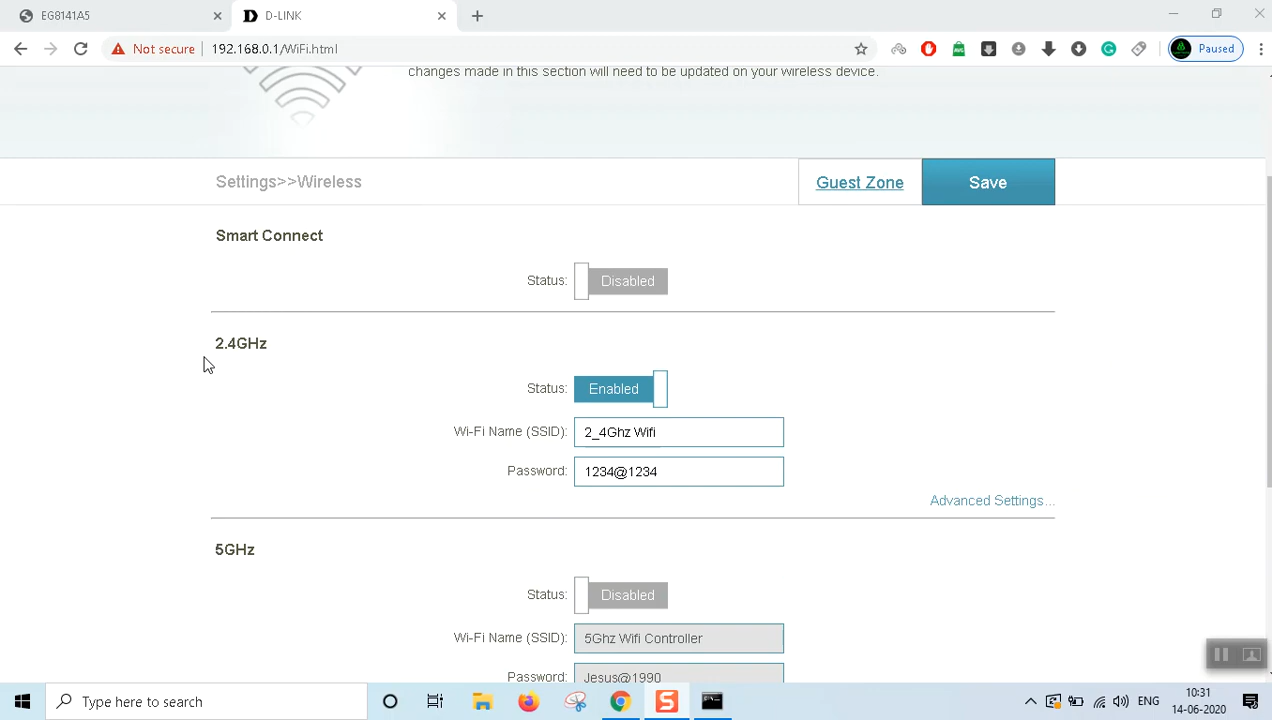 EG8141A5
D-LINK
Not secure
192.168.0.1/WiFi.html
Paused
changes made in this section will need to be updated on your wireless device.
Settings>>Wireless
Guest Zone
Save
Smart Connect
Status:
Disabled
2.4GHz
Status:
Enabled
Wi-Fi Name (SSID):
2_4Ghz Wifi
Password:
1234@1234
Advanced Settings...
5GHz
Status:
Disabled
Wi-Fi Name (SSID):
5Ghz Wifi Controller
Password:
Jesus@1990
Type here to search
ENG
10:31
14-06-2020